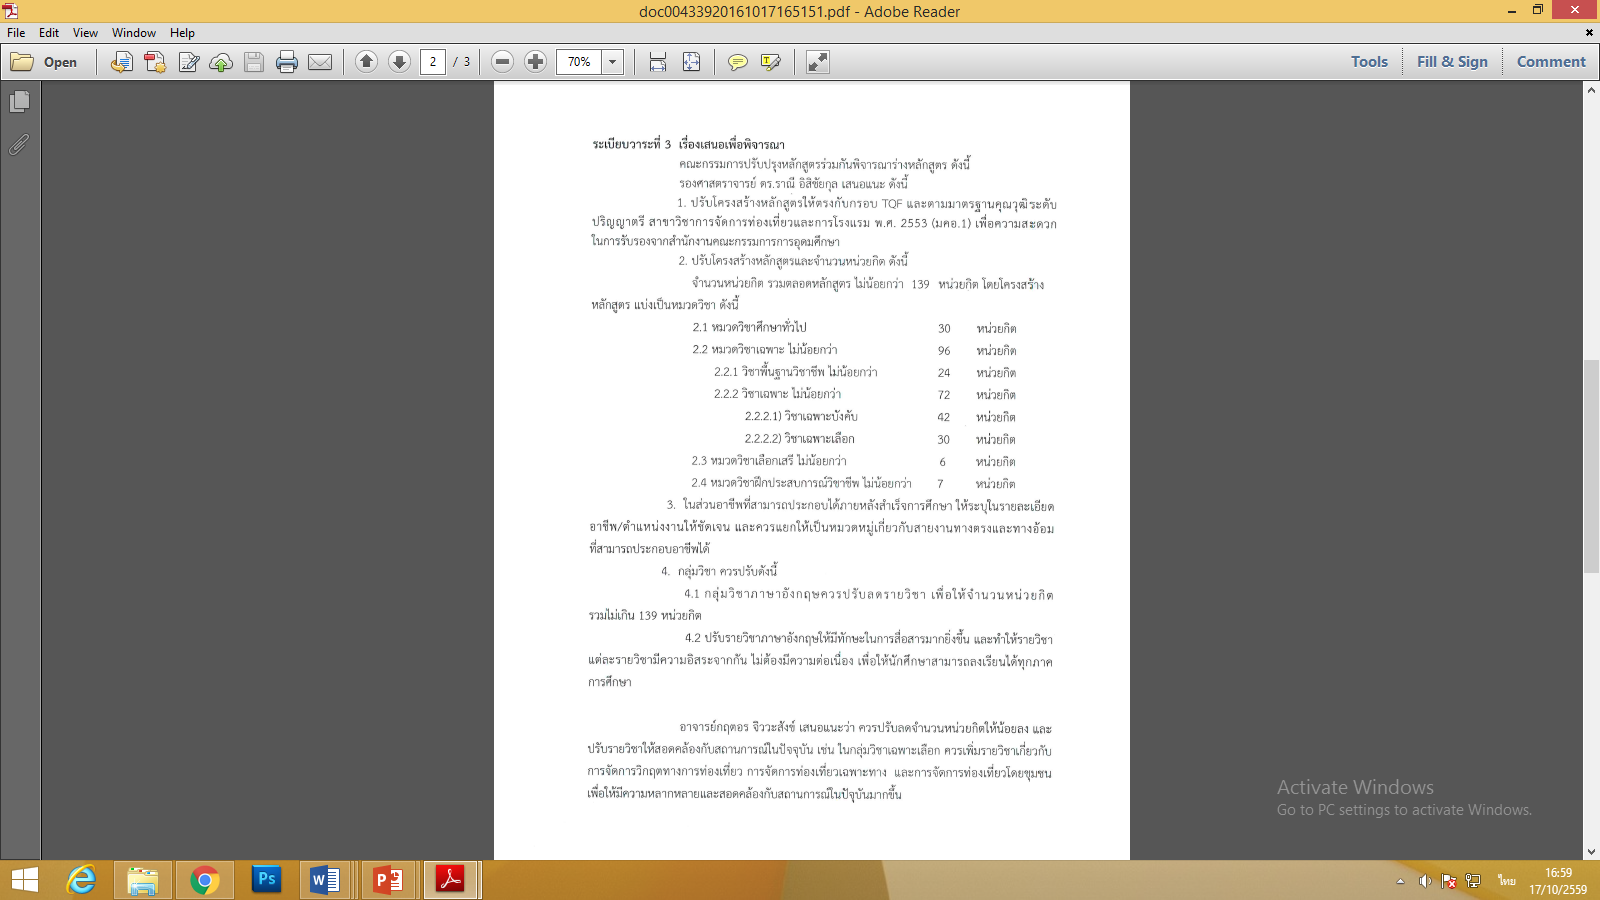 doc00433920161017165151.pdf - Adobe Reader
File Edit View Window Help
Open 2 / 3 70% Tools Fill & Sign Comment
ระเบียบวาระที่ 3 เรื่องเสนอเพื่อพิจารณา
คณะกรรมการปรับปรุงหลักสูตรร่วมกันพิจารณาร่างหลักสูตร ดังนี้
รองศาสตราจารย์ ดร.ราณี อิสิชัยกุล เสนอแนะ ดังนี้
1. ปรับโครงสร้างหลักสูตรให้ตรงกับกรอบ TQF และตามมาตรฐานคุณวุฒิระดับ
ปริญญาตรี สาขาวิชาการจัดการท่องเที่ยวและการโรงแรม พ.ศ. 2553 (มคอ.1) เพื่อความสะดวก
ในการรับรองจากสำนักงานคณะกรรมการการอุดมศึกษา
2. ปรับโครงสร้างหลักสูตรและจำนวนหน่วยกิต ดังนี้
จำนวนหน่วยกิต รวมตลอดหลักสูตร ไม่น้อยกว่า 139 หน่วยกิต โดยโครงสร้าง
หลักสูตร แบ่งเป็นหมวดวิชา ดังนี้
2.1 หมวดวิชาศึกษาทั่วไป 30 หน่วยกิต
2.2 หมวดวิชาเฉพาะ ไม่น้อยกว่า 96 หน่วยกิต
2.2.1 วิชาพื้นฐานวิชาชีพ ไม่น้อยกว่า 24 หน่วยกิต
2.2.2 วิชาเฉพาะ ไม่น้อยกว่า 72 หน่วยกิต
2.2.2.1) วิชาเฉพาะบังคับ 42 หน่วยกิต
2.2.2.2) วิชาเฉพาะเลือก 30 หน่วยกิต
2.3 หมวดวิชาเลือกเสรี ไม่น้อยกว่า 6 หน่วยกิต
2.4 หมวดวิชาฝึกประสบการณ์วิชาชีพ ไม่น้อยกว่า 7 หน่วยกิต
3. ในส่วนอาชีพที่สามารถประกอบได้ภายหลังสำเร็จการศึกษา ให้ระบุในรายละเอียด
อาชีพ/ตำแหน่งงานให้ชัดเจน และควรแยกให้เป็นหมวดหมู่เกี่ยวกับสายงานทางตรงและทางอ้อม
ที่สามารถประกอบอาชีพได้
4. กลุ่มวิชา ควรปรับดังนี้
4.1 กลุ่มวิชาภาษาอังกฤษควรปรับลดรายวิชา เพื่อให้จำนวนหน่วยกิต
รวมไม่เกิน 139 หน่วยกิต
4.2 ปรับรายวิชาภาษาอังกฤษให้มีทักษะในการสื่อสารมากยิ่งขึ้น และทำให้รายวิชา
แต่ละรายวิชามีความอิสระจากกัน ไม่ต้องมีความต่อเนื่อง เพื่อให้นักศึกษาสามารถลงเรียนได้ทุกภาค
การศึกษา
อาจารย์กฤตอร จิววะสังข์ เสนอแนะว่า ควรปรับลดจำนวนหน่วยกิตให้น้อยลง และ
ปรับรายวิชาให้สอดคล้องกับสถานการณ์ในปัจจุบัน เช่น ในกลุ่มวิชาเฉพาะเลือก ควรเพิ่มรายวิชาเกี่ยวกับ
การจัดการวิกฤตทางการท่องเที่ยว การจัดการท่องเที่ยวเฉพาะทาง และการจัดการท่องเที่ยวโดยชุมชน
เพื่อให้มีความหลากหลายและสอดคล้องกับสถานการณ์ในปัจจุบันมากขึ้น
Activate Windows
Go to PC settings to activate Windows.
Ps
ไทย
16:59
17/10/2559